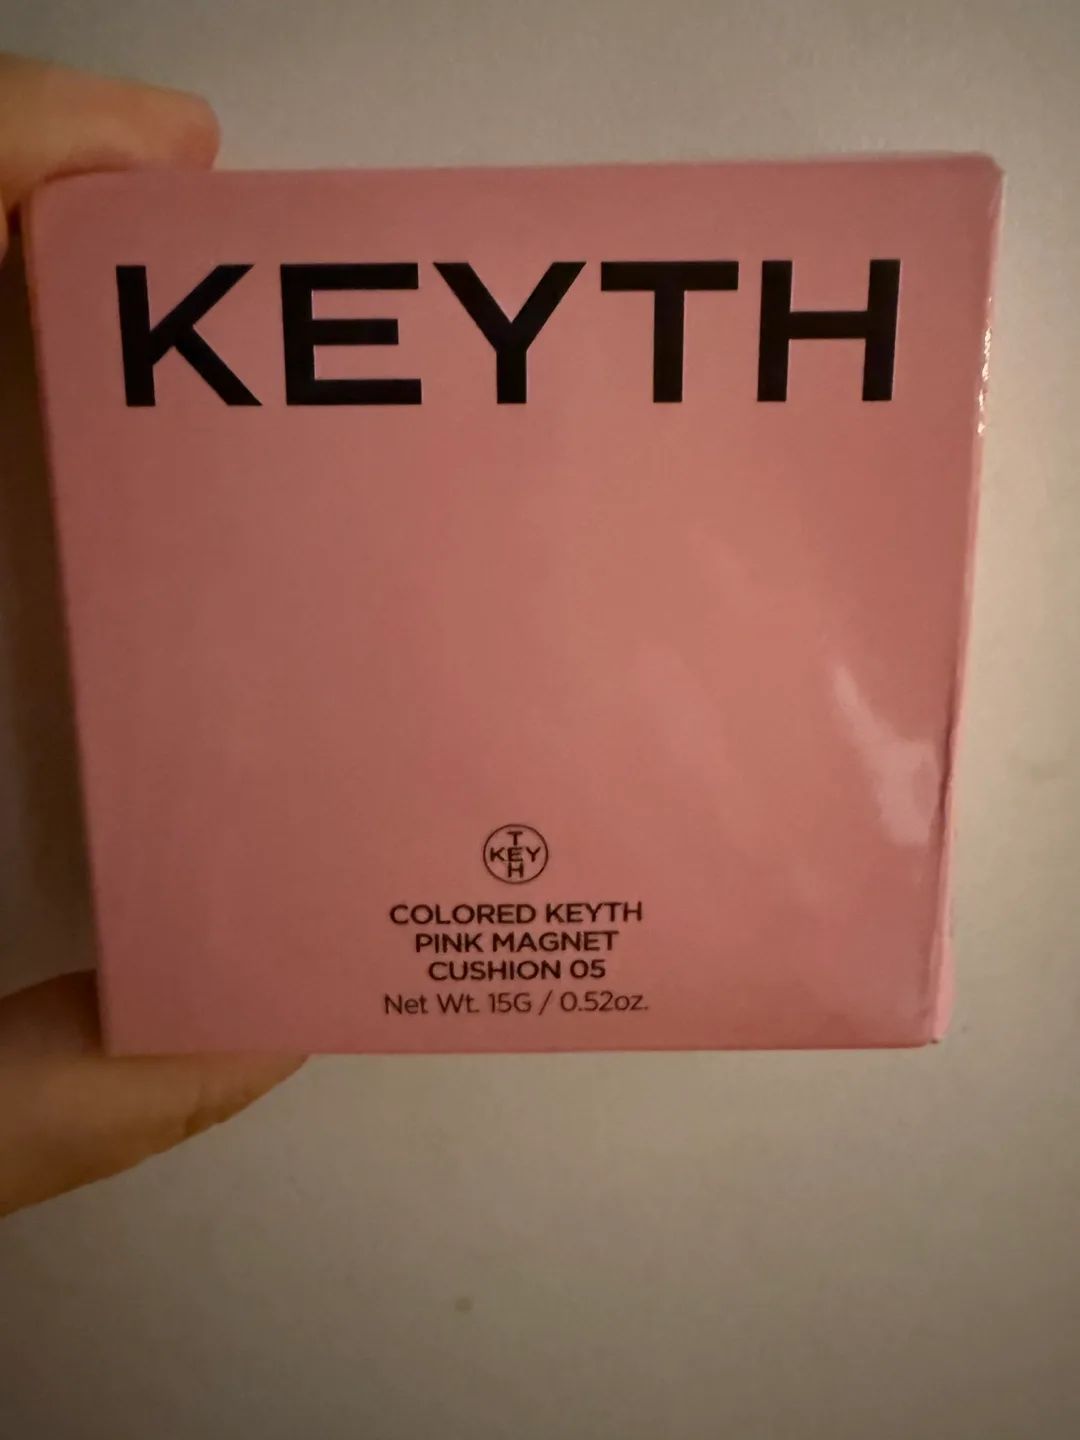 KEYTH
T
KEY
H
COLORED KEYTH
PINK MAGNET
CUSHION 05
Net Wt. 15G / 0.52oz.